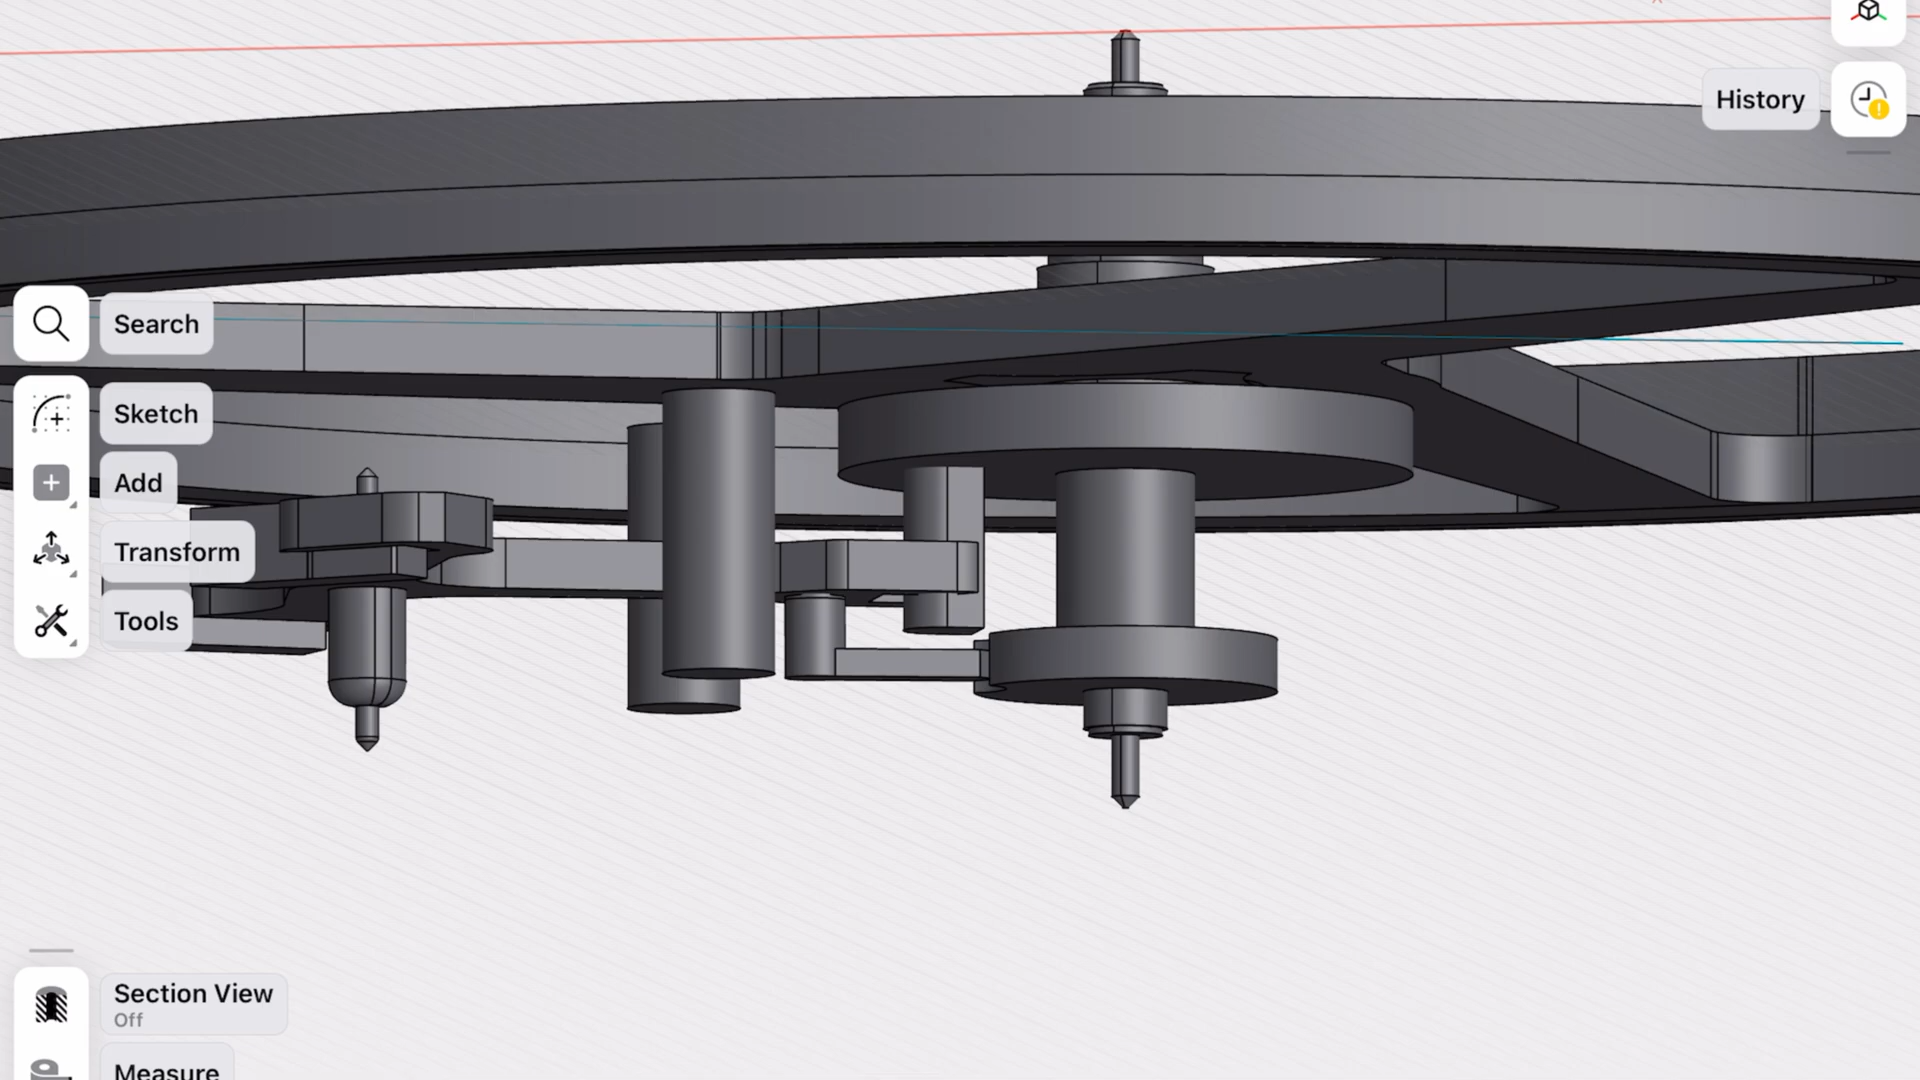 History
Search
Sketch
Add
Transform
Tools
Section View
Off
Measure